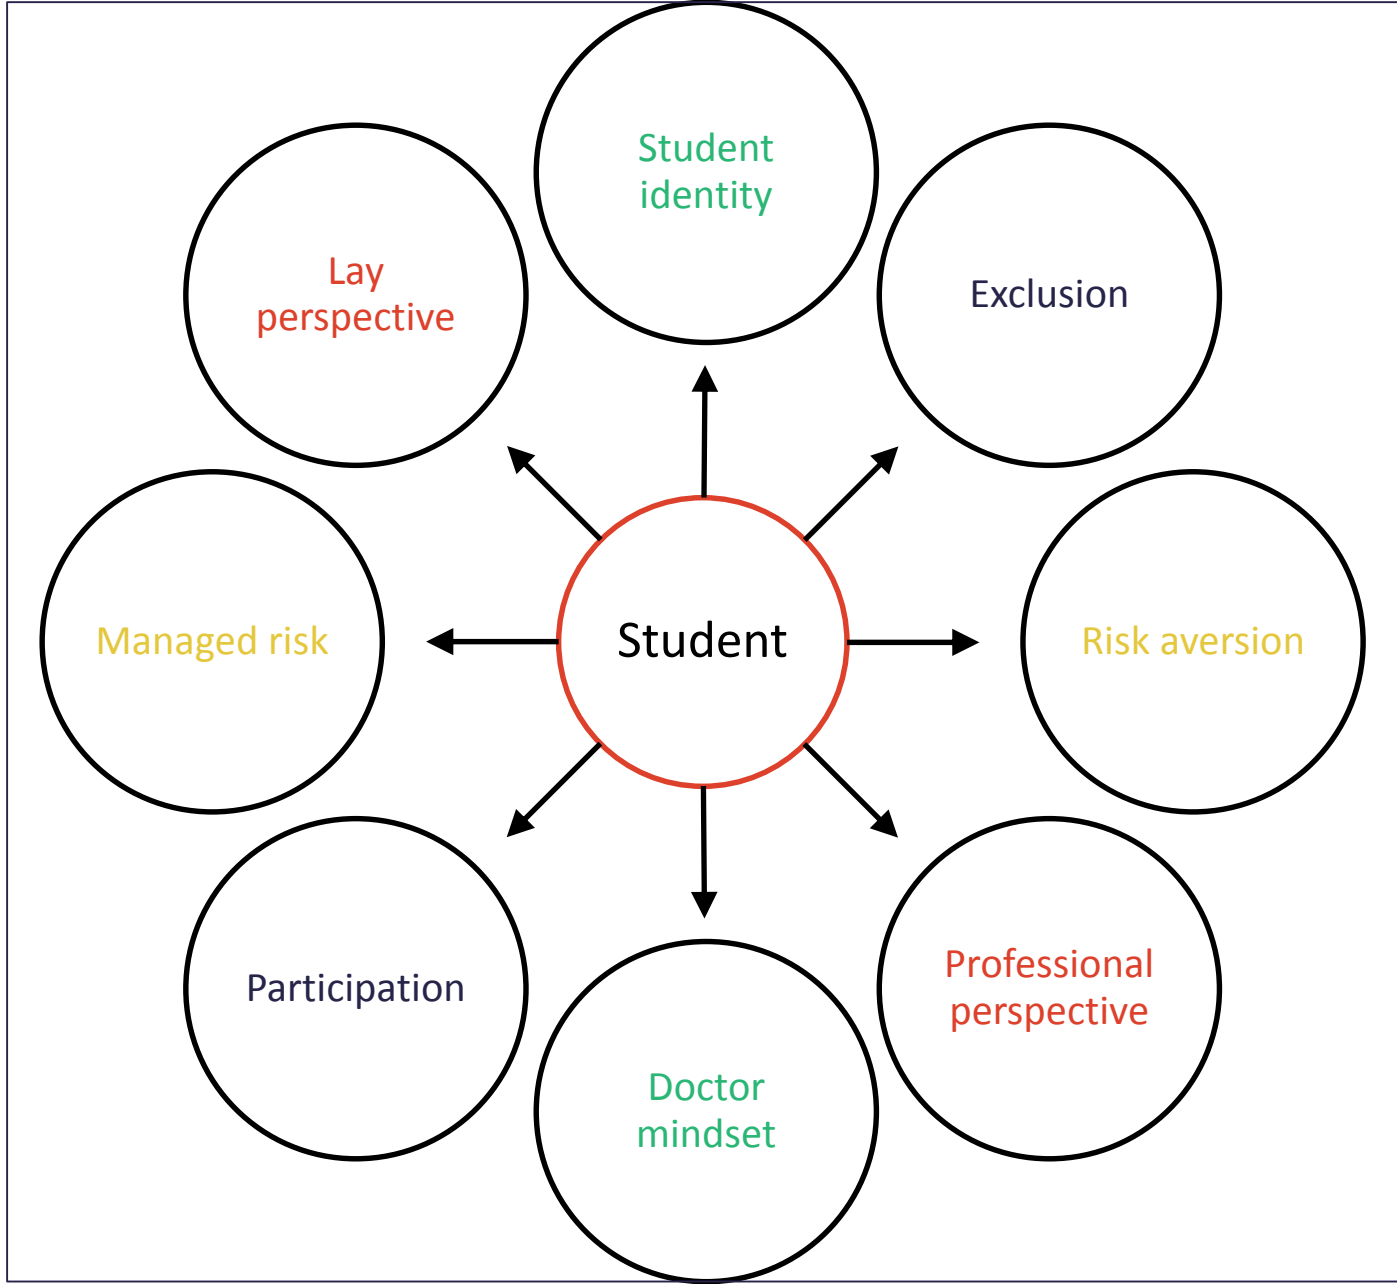 Student
identity
Lay
perspective
Exclusion
Managed risk
Student
Risk aversion
Participation
Professional
perspective
Doctor
mindset